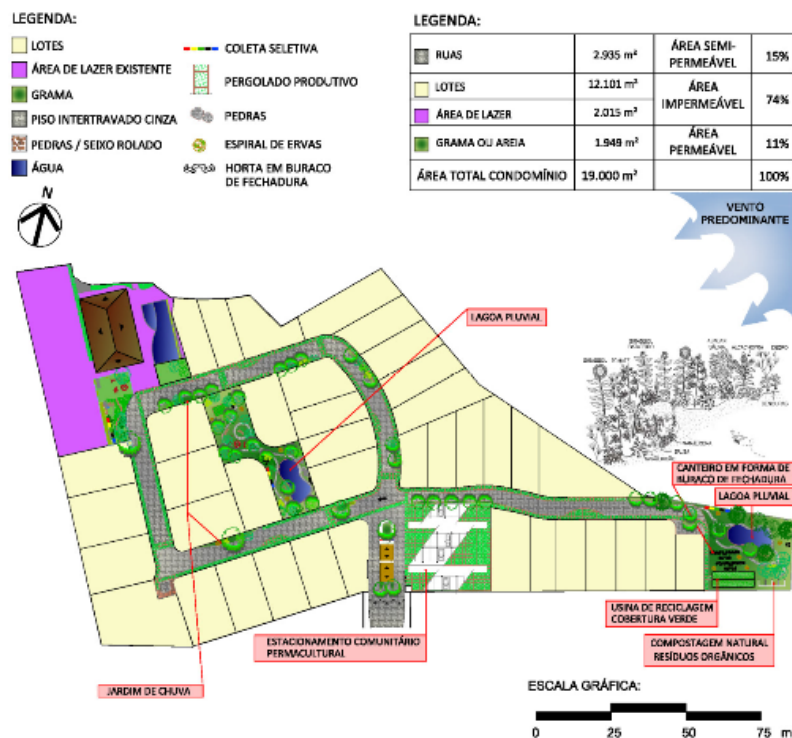 LEGENDA:
LOTES
ÁREA DE LAZER EXISTENTE
GRAMA
PISO INTERTRAVADO CINZA
PEDRAS / SEIXO ROLADO
ÁGUA
COLETA SELETIVA
PERGOLADO PRODUTIVO
PEDRAS
ESPIRAL DE ERVAS
HORTA EM BURACO
DE FECHADURA
LEGENDA:
RUAS 2.935 m² ÁREA SEMI-
PERMEÁVEL 15%
LOTES 12.101 m² ÁREA
IMPERMEÁVEL 74%
ÁREA DE LAZER 2.015 m²
GRAMA OU AREIA 1.949 m² ÁREA
PERMEÁVEL 11%
ÁREA TOTAL CONDOMÍNIO 19.000 m² 100%
N
VENTO
PREDOMINANTE
LAGOA PLUVIAL
CANTEIRO EM FORMA DE
BURACO DE FECHADURA
LAGOA PLUVIAL
USINA DE RECICLAGEM
COBERTURA VERDE
ESTACIONAMENTO COMUNITÁRIO
PERMACULTURAL
COMPOSTAGEM NATURAL
RESÍDUOS ORGÂNICOS
JARDIM DE CHUVA
ESCALA GRÁFICA:
0 25 50 75 m